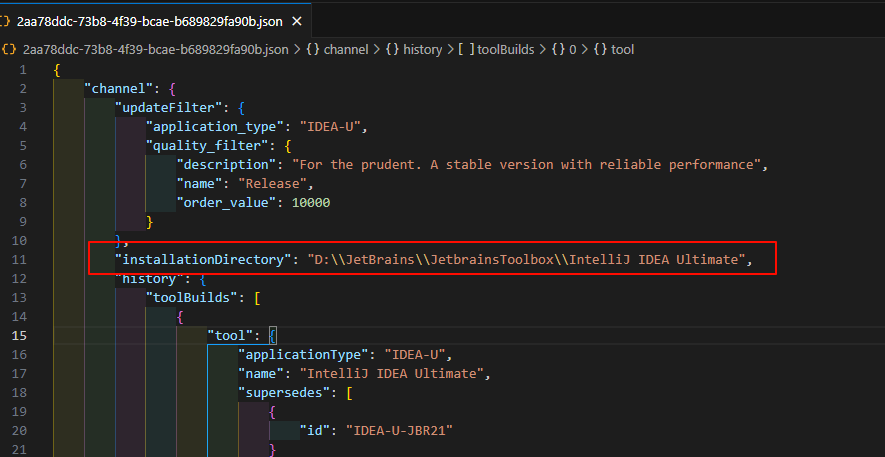 {} 2aa78ddc-73b8-4f39-bcae-b689829fa90b.json ×
{} 2aa78ddc-73b8-4f39-bcae-b689829fa90b.json > {} channel > {} history > [ ] toolBuilds > {} 0 > {} tool
1 {
2 "channel": {
3 "updateFilter": {
4 "application_type": "IDEA-U",
5 "quality_filter": {
6 "description": "For the prudent. A stable version with reliable performance",
7 "name": "Release",
8 "order_value": 10000
9 }
10 },
11 "installationDirectory": "D:\\JetBrains\\JetbrainsToolbox\\IntelliJ IDEA Ultimate",
12 "history": {
13 "toolBuilds": [
14 {
15 "tool": {
16 "applicationType": "IDEA-U",
17 "name": "IntelliJ IDEA Ultimate",
18 "supersedes": [
19 {
20 "id": "IDEA-U-JBR21"
21 }